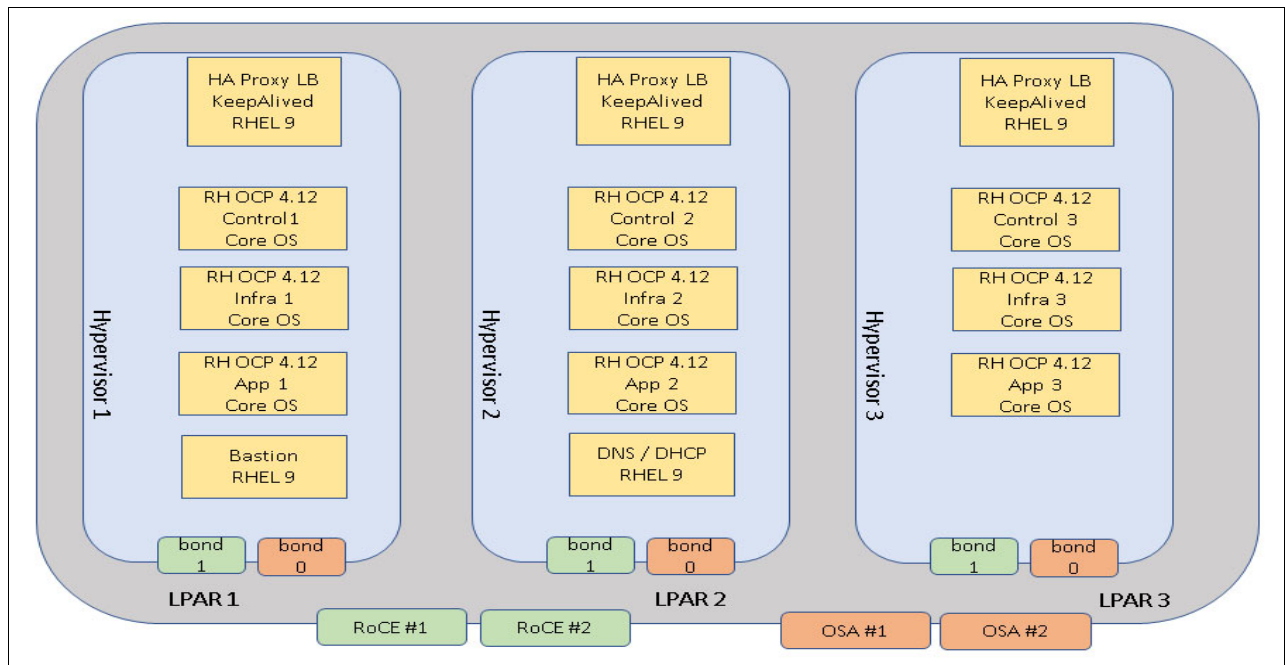 HA Proxy LB
KeepAlived
RHEL 9
RH OCP 4.12
Control1
Core OS
RH OCP 4.12
Infra 1
Core OS
RH OCP 4.12
App 1
Core OS
Bastion
RHEL 9
Hypervisor 1
bond
1
bond
0
LPAR 1
HA Proxy LB
KeepAlived
RHEL 9
RH OCP 4.12
Control 2
Core OS
RH OCP 4.12
Infra 2
Core OS
RH OCP 4.12
App 2
Core OS
DNS / DHCP
RHEL 9
Hypervisor 2
bond
1
bond
0
LPAR 2
HA Proxy LB
KeepAlived
RHEL 9
RH OCP 4.12
Control 3
Core OS
RH OCP 4.12
Infra 3
Core OS
RH OCP 4.12
App 3
Core OS
Hypervisor 3
bond
1
bond
0
LPAR 3
RoCE #1
RoCE #2
OSA #1
OSA #2